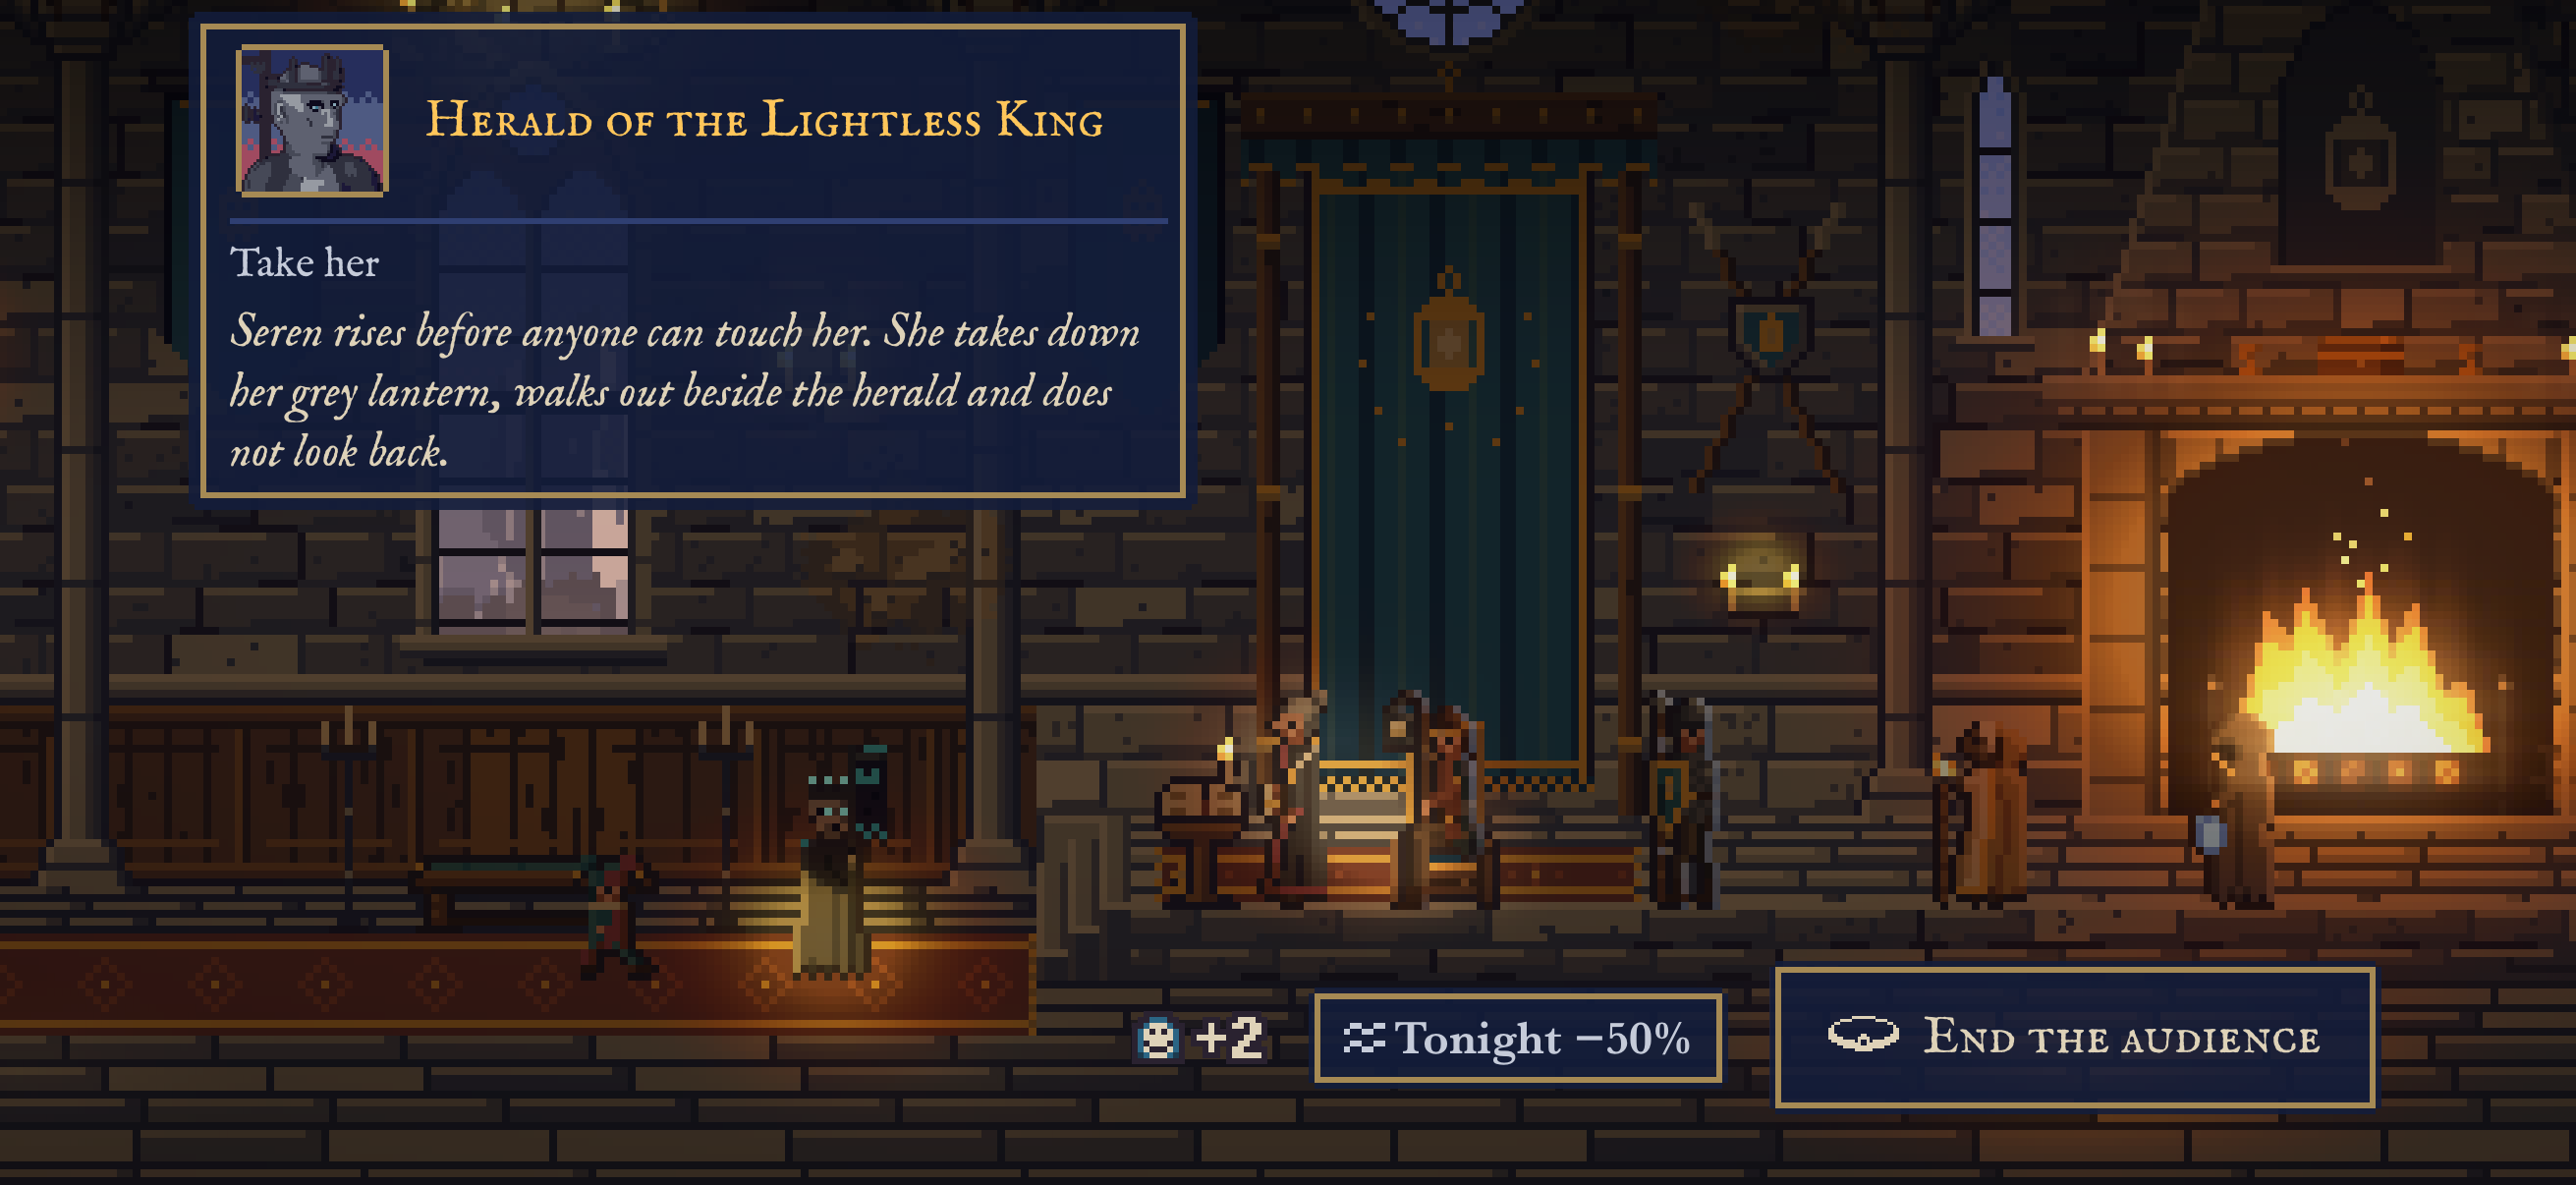 Herald of the Lightless King
Take her
Seren rises before anyone can touch her. She takes down
her grey lantern, walks out beside the herald and does
not look back.
+2
Tonight −50%
End the audience